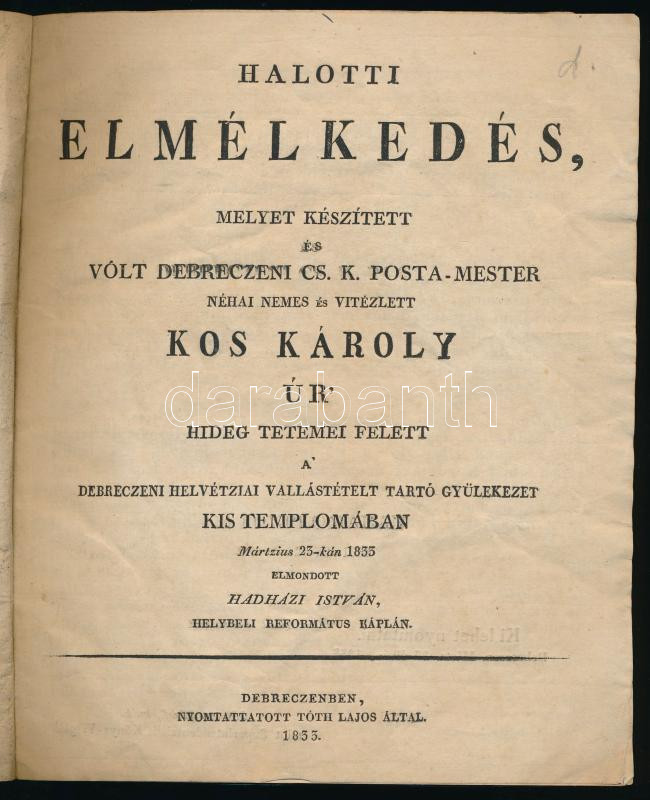 d.
HALOTTI
ELMÉLKEDÉS,
MELYET KÉSZÍTETT
ÉS
VÓLT DEBRECZENI CS. K. POSTA-MESTER
NÉHAI NEMES és VITÉZLETT
KOS KÁROLY
ÚR'
darabanth
HIDEG TETEMEI FELETT
A'
DEBRECZENI HELVÉTZIAI VALLÁSTÉTELT TARTÓ GYÜLEKEZET
KIS TEMPLOMÁBAN
Mártzius 23-kán 1833
ELMONDOTT
HADHÁZI ISTVÁN,
HELYBELI REFORMÁTUS KÁPLÁN.
DEBRECZENBEN,
NYOMTATTATOTT TÓTH LAJOS ÁLTAL.
1833.